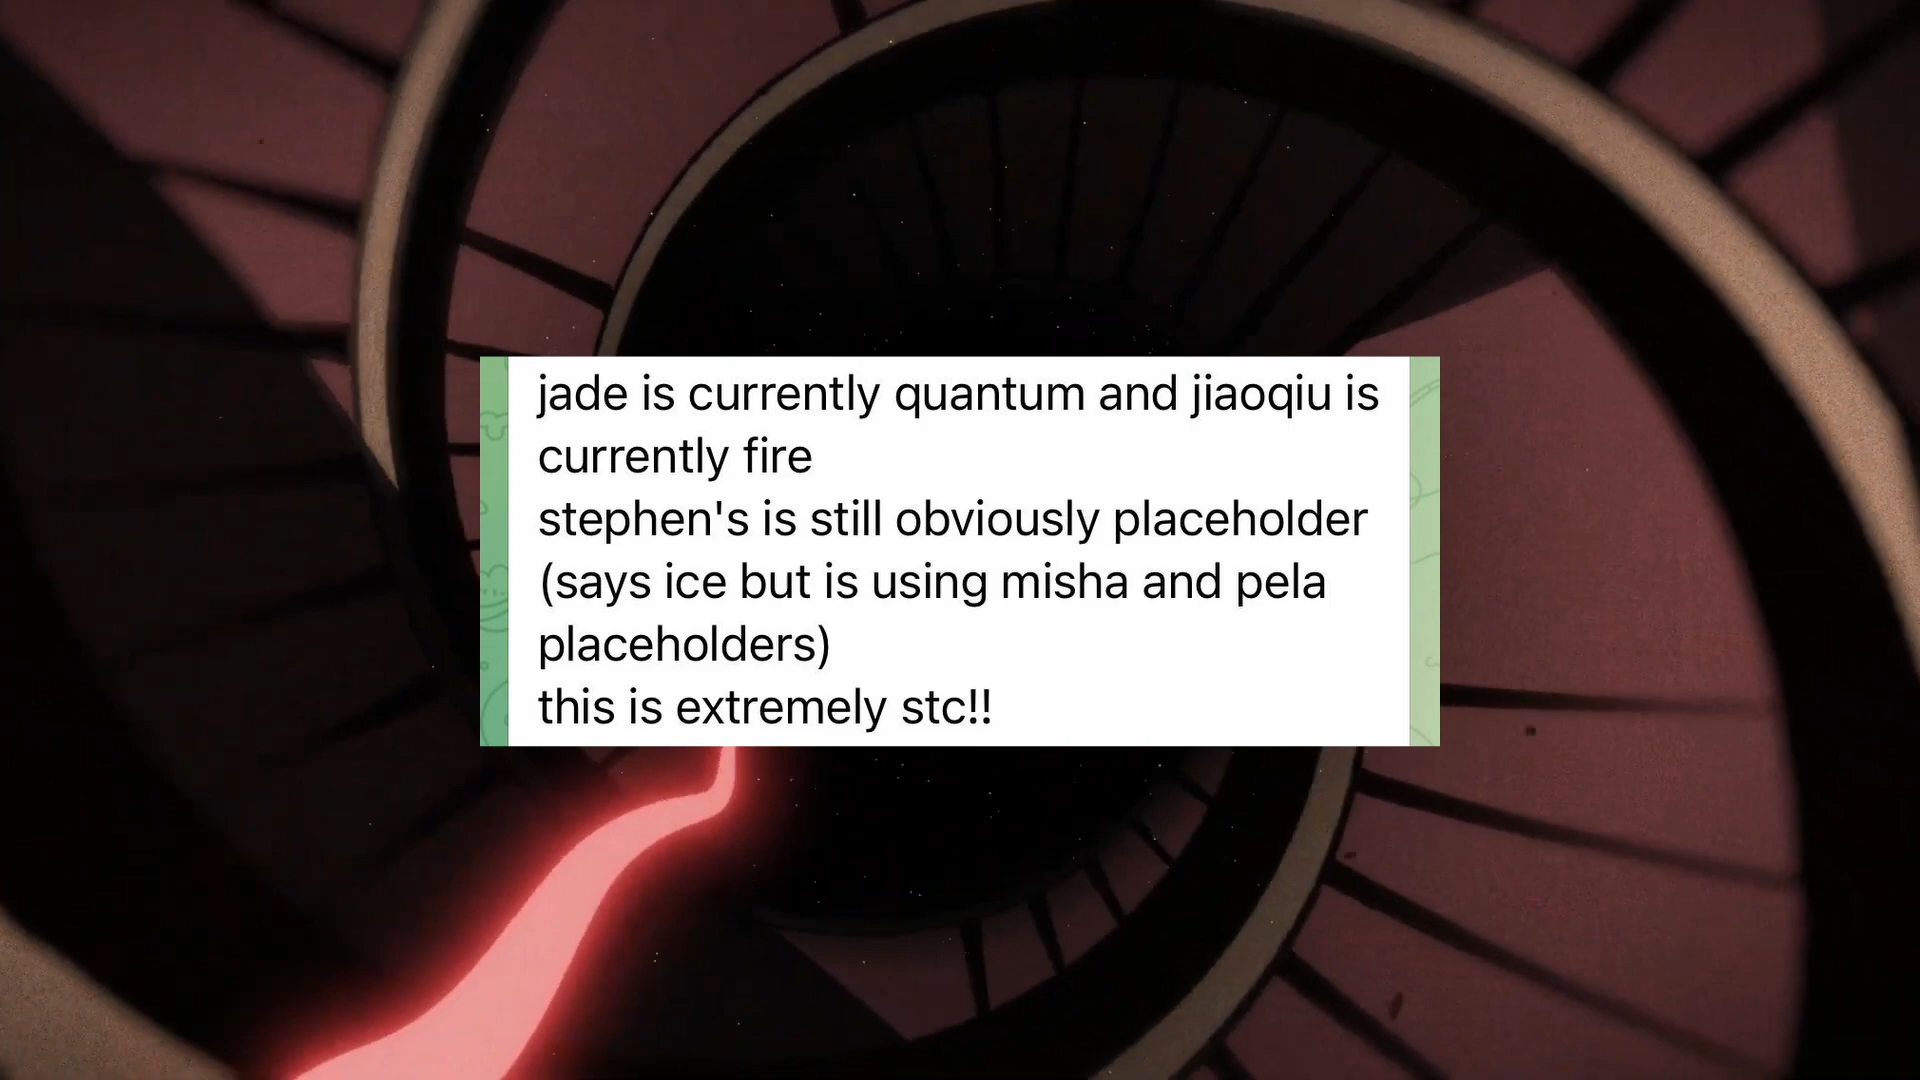 jade is currently quantum and jiaoqiu is
currently fire
stephen's is still obviously placeholder
(says ice but is using misha and pela
placeholders)
this is extremely stc!!